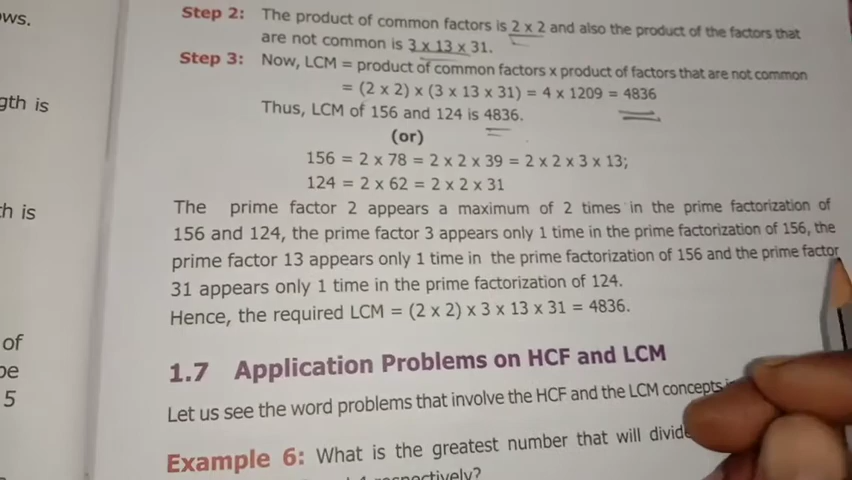 ws.
gth is
h is
of
be
5
Step 2: The product of common factors is 2 x 2 and also the product of the factors that
are not common is 3 x 13 x 31.
Step 3: Now, LCM = product of common factors x product of factors that are not common
= (2 x 2) x (3 x 13 x 31) = 4 x 1209 = 4836
Thus, LCM of 156 and 124 is 4836.
(or)
156 = 2 x 78 = 2 x 2 x 39 = 2 x 2 x 3 x 13;
124 = 2 x 62 = 2 x 2 x 31
The prime factor 2 appears a maximum of 2 times in the prime factorization of
156 and 124, the prime factor 3 appears only 1 time in the prime factorization of 156, the
prime factor 13 appears only 1 time in the prime factorization of 156 and the prime factor
31 appears only 1 time in the prime factorization of 124.
Hence, the required LCM = (2 x 2) x 3 x 13 x 31 = 4836.
1.7 Application Problems on HCF and LCM
Let us see the word problems that involve the HCF and the LCM concepts
Example 6: What is the greatest number that will divide
respectively?